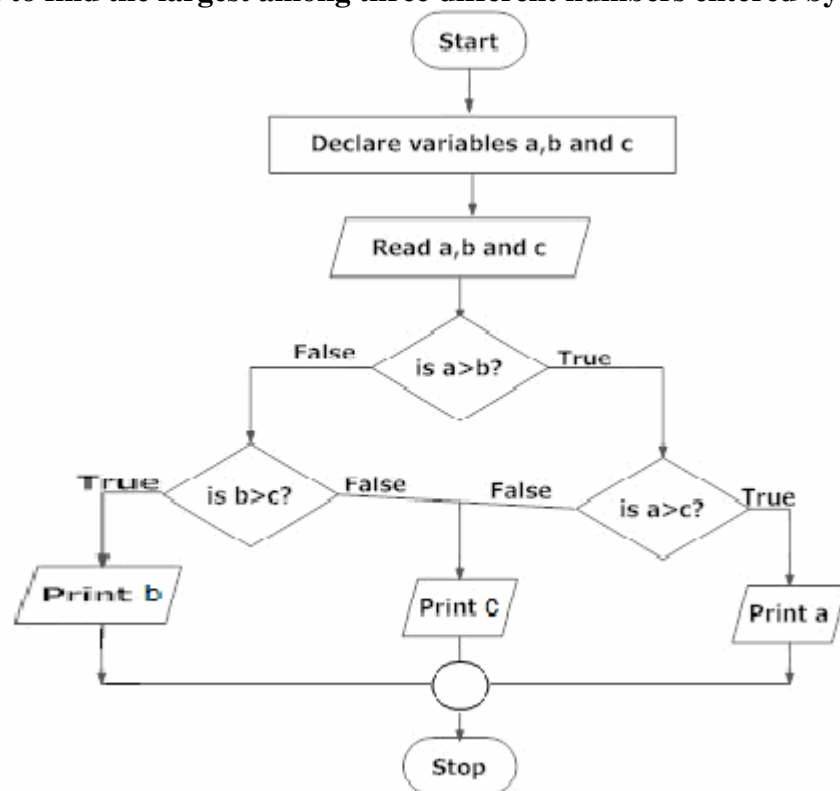 to find the largest among three different numbers entered by
Start
Declare variables a,b and c
Read a,b and c
False
is a>b?
True
True
is b>c?
False
False
is a>c?
True
Print b
Print C
Print a
Stop